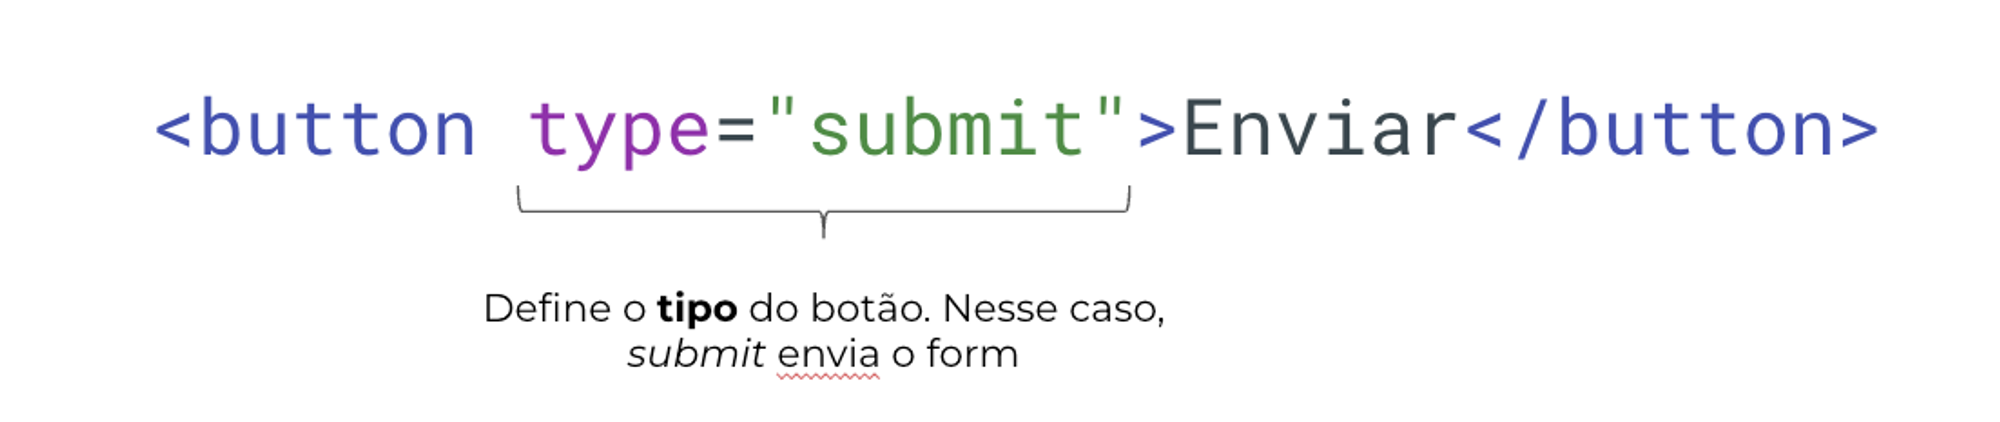 <button type="submit">Enviar</button>
Define o tipo do botão. Nesse caso,
submit envia o form